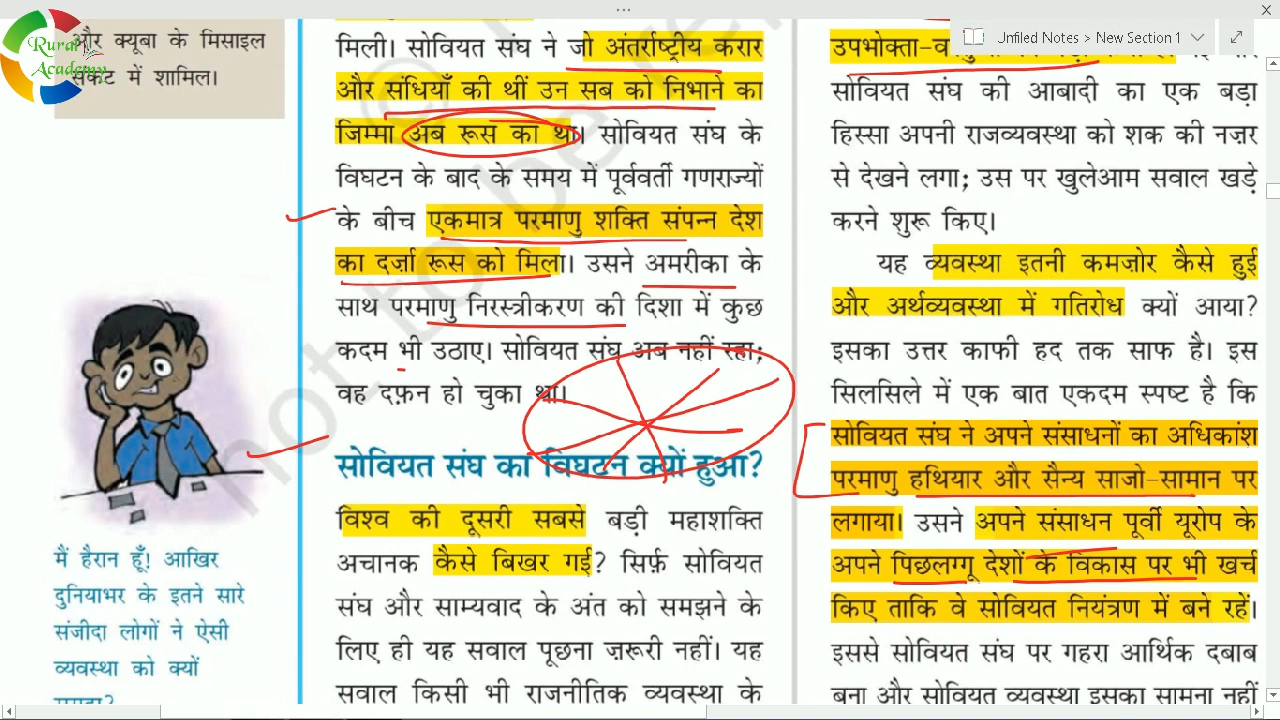 Rural
Academy
और क्यूबा के मिसाइल
संकट में शामिल।
मैं हैरान हूँ! आखिर
दुनियाभर के इतने सारे
संजीदा लोगों ने ऐसी
व्यवस्था को क्यों
मिली। सोवियत संघ ने जो अंतर्राष्ट्रीय करार
और संधियाँ की थीं उन सब को निभाने का
जिम्मा अब रूस का था। सोवियत संघ के
विघटन के बाद के समय में पूर्ववर्ती गणराज्यों
के बीच एकमात्र परमाणु शक्ति संपन्न देश
का दर्ज़ा रूस को मिला। उसने अमरीका के
साथ परमाणु निरस्त्रीकरण की दिशा में कुछ
कदम भी उठाए। सोवियत संघ अब नहीं रहा;
वह दफ़न हो चुका था।
सोवियत संघ का विघटन क्यों हुआ?
विश्व की दूसरी सबसे बड़ी महाशक्ति
अचानक कैसे बिखर गई? सिर्फ़ सोवियत
संघ और साम्यवाद के अंत को समझने के
लिए ही यह सवाल पूछना ज़रूरी नहीं। यह
सवाल किसी भी राजनीतिक व्यवस्था के
Unfiled Notes > New Section 1
उपभोक्ता-
सोवियत संघ की आबादी का एक बड़ा
हिस्सा अपनी राजव्यवस्था को शक की नज़र
से देखने लगा; उस पर खुलेआम सवाल खड़े
करने शुरू किए।
यह व्यवस्था इतनी कमज़ोर कैसे हुई
और अर्थव्यवस्था में गतिरोध क्यों आया?
इसका उत्तर काफी हद तक साफ है। इस
सिलसिले में एक बात एकदम स्पष्ट है कि
सोवियत संघ ने अपने संसाधनों का अधिकांश
परमाणु हथियार और सैन्य साजो-सामान पर
लगाया। उसने अपने संसाधन पूर्वी यूरोप के
अपने पिछलग्गू देशों के विकास पर भी खर्च
किए ताकि वे सोवियत नियंत्रण में बने रहें।
इससे सोवियत संघ पर गहरा आर्थिक दबाव
बना और सोवियत व्यवस्था इसका सामना नहीं